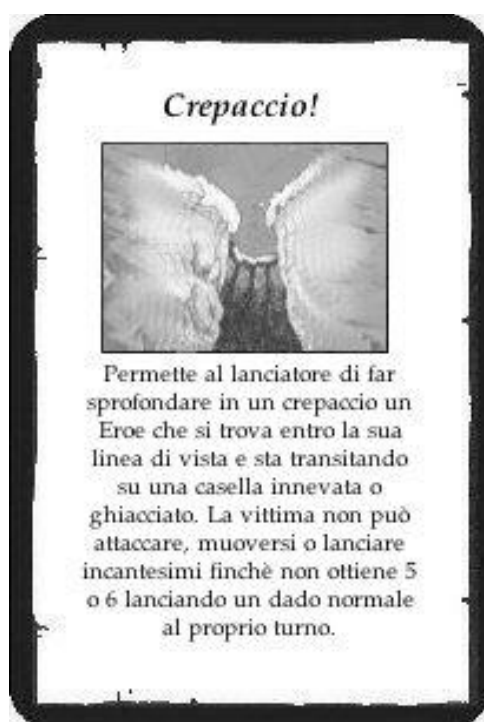 Crepaccio!
Permette al lanciatore di far
sprofondare in un crepaccio un
Eroe che si trova entro la sua
linea di vista e sta transitando
su una casella innevata o
ghiacciato. La vittima non può
attaccare, muoversi o lanciare
incantesimi finchè non ottiene 5
o 6 lanciando un dado normale
al proprio turno.